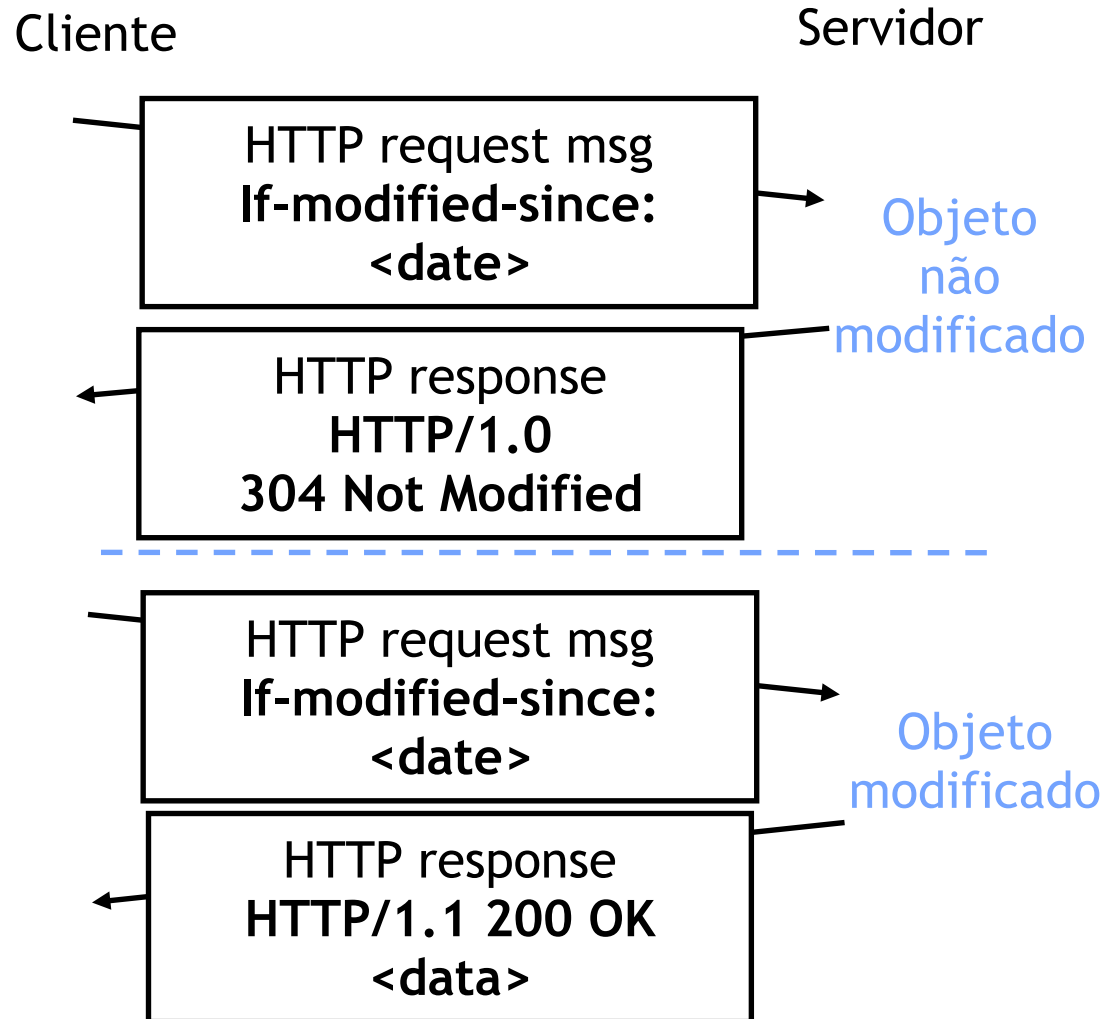 Cliente
Servidor
HTTP request msg
If-modified-since:
<date>
Objeto
não
modificado
HTTP response
HTTP/1.0
304 Not Modified
HTTP request msg
If-modified-since:
<date>
Objeto
modificado
HTTP response
HTTP/1.1 200 OK
<data>